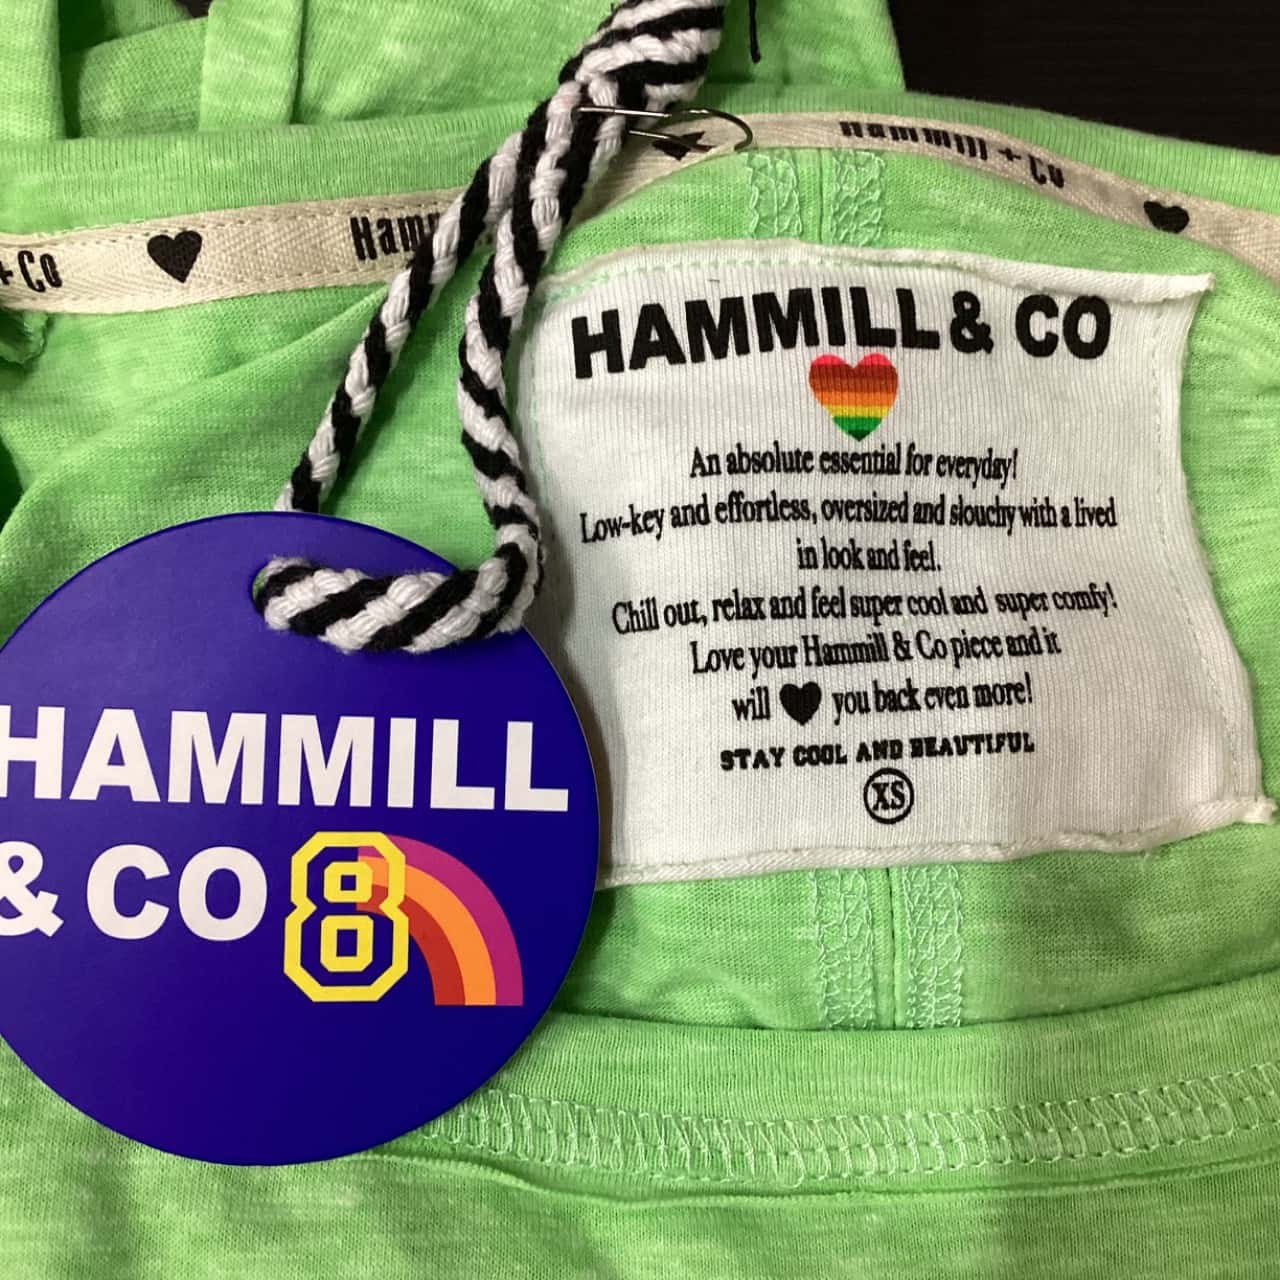 Hammill + Co
+ Co
Ham
HAMMILL & CO
An absolute essential for everyday!
Low-key and effortless, oversized and slouchy with a lived
in look and feel.
Chill out, relax and feel super cool and super comfy!
Love your Hammill & Co piece and it
will ♥ you back even more!
STAY COOL AND BEAUTIFUL
XS
HAMMILL
& CO 8